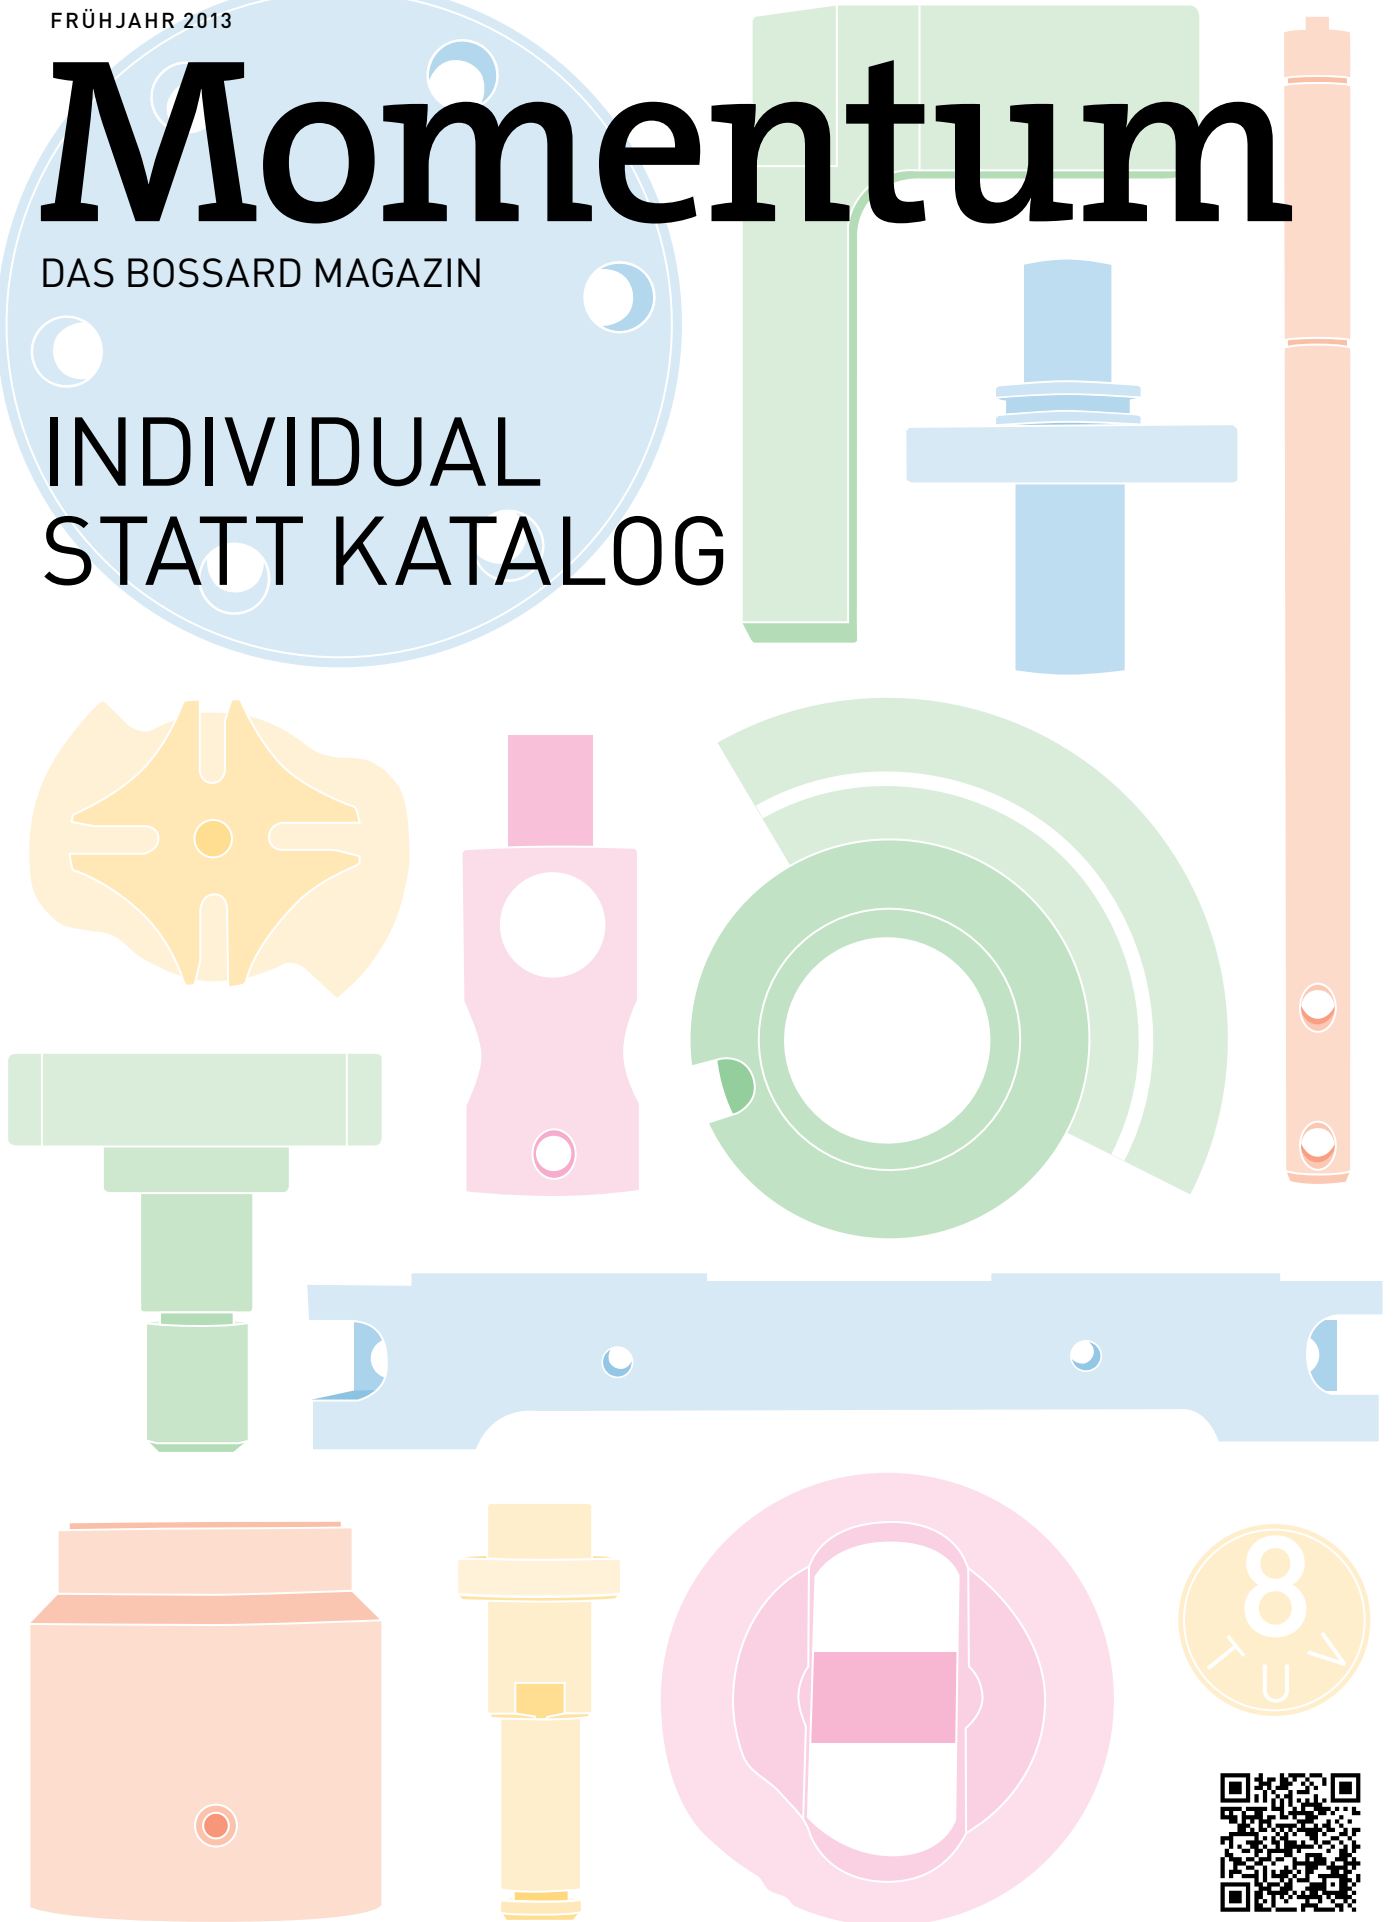 FRÜHJAHR 2013
Momentum
DAS BOSSARD MAGAZIN
INDIVIDUAL
STATT KATALOG
8
TUV